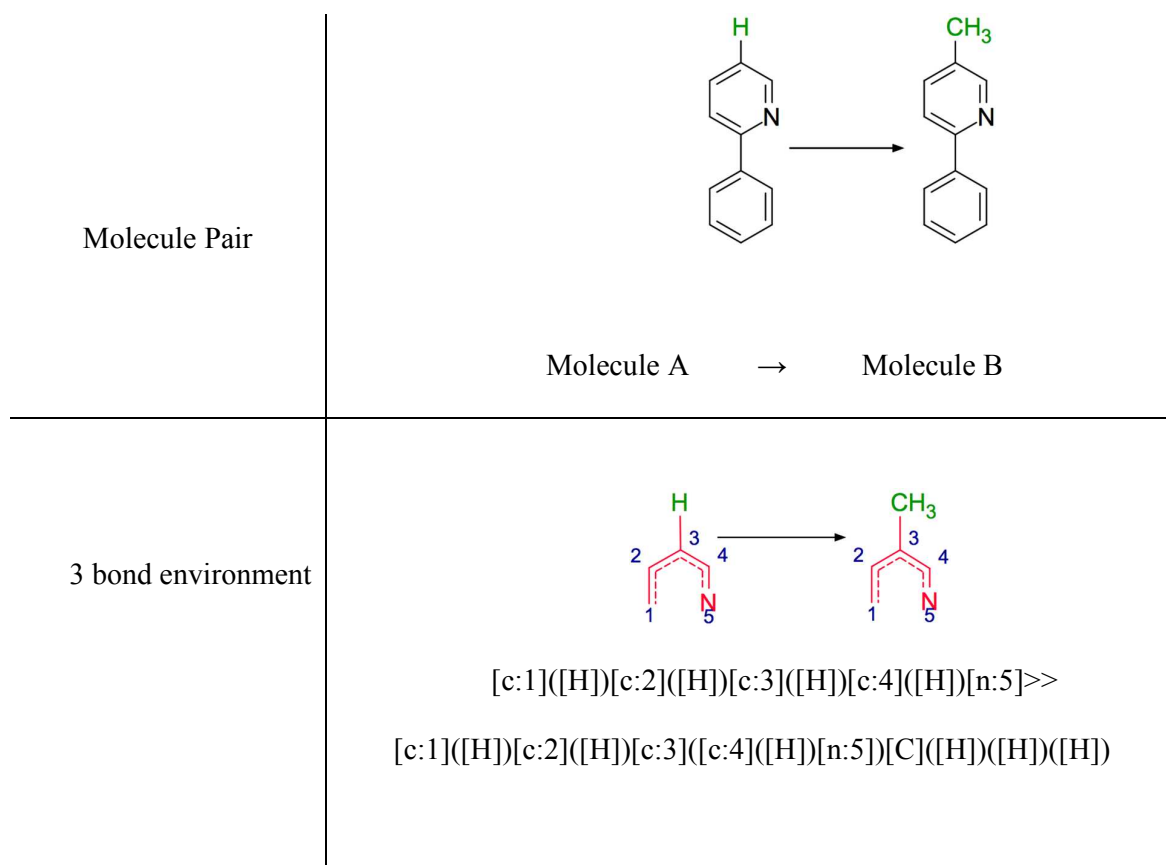 H
N
CH3
N
Molecule Pair
Molecule A → Molecule B
H
2
3
4
1
N
5
CH3
2
3
4
1
N
5
3 bond environment
[c:1]([H])[c:2]([H])[c:3]([H])[c:4]([H])[n:5]>>
[c:1]([H])[c:2]([H])[c:3]([c:4]([H])[n:5])[C]([H])([H])([H])